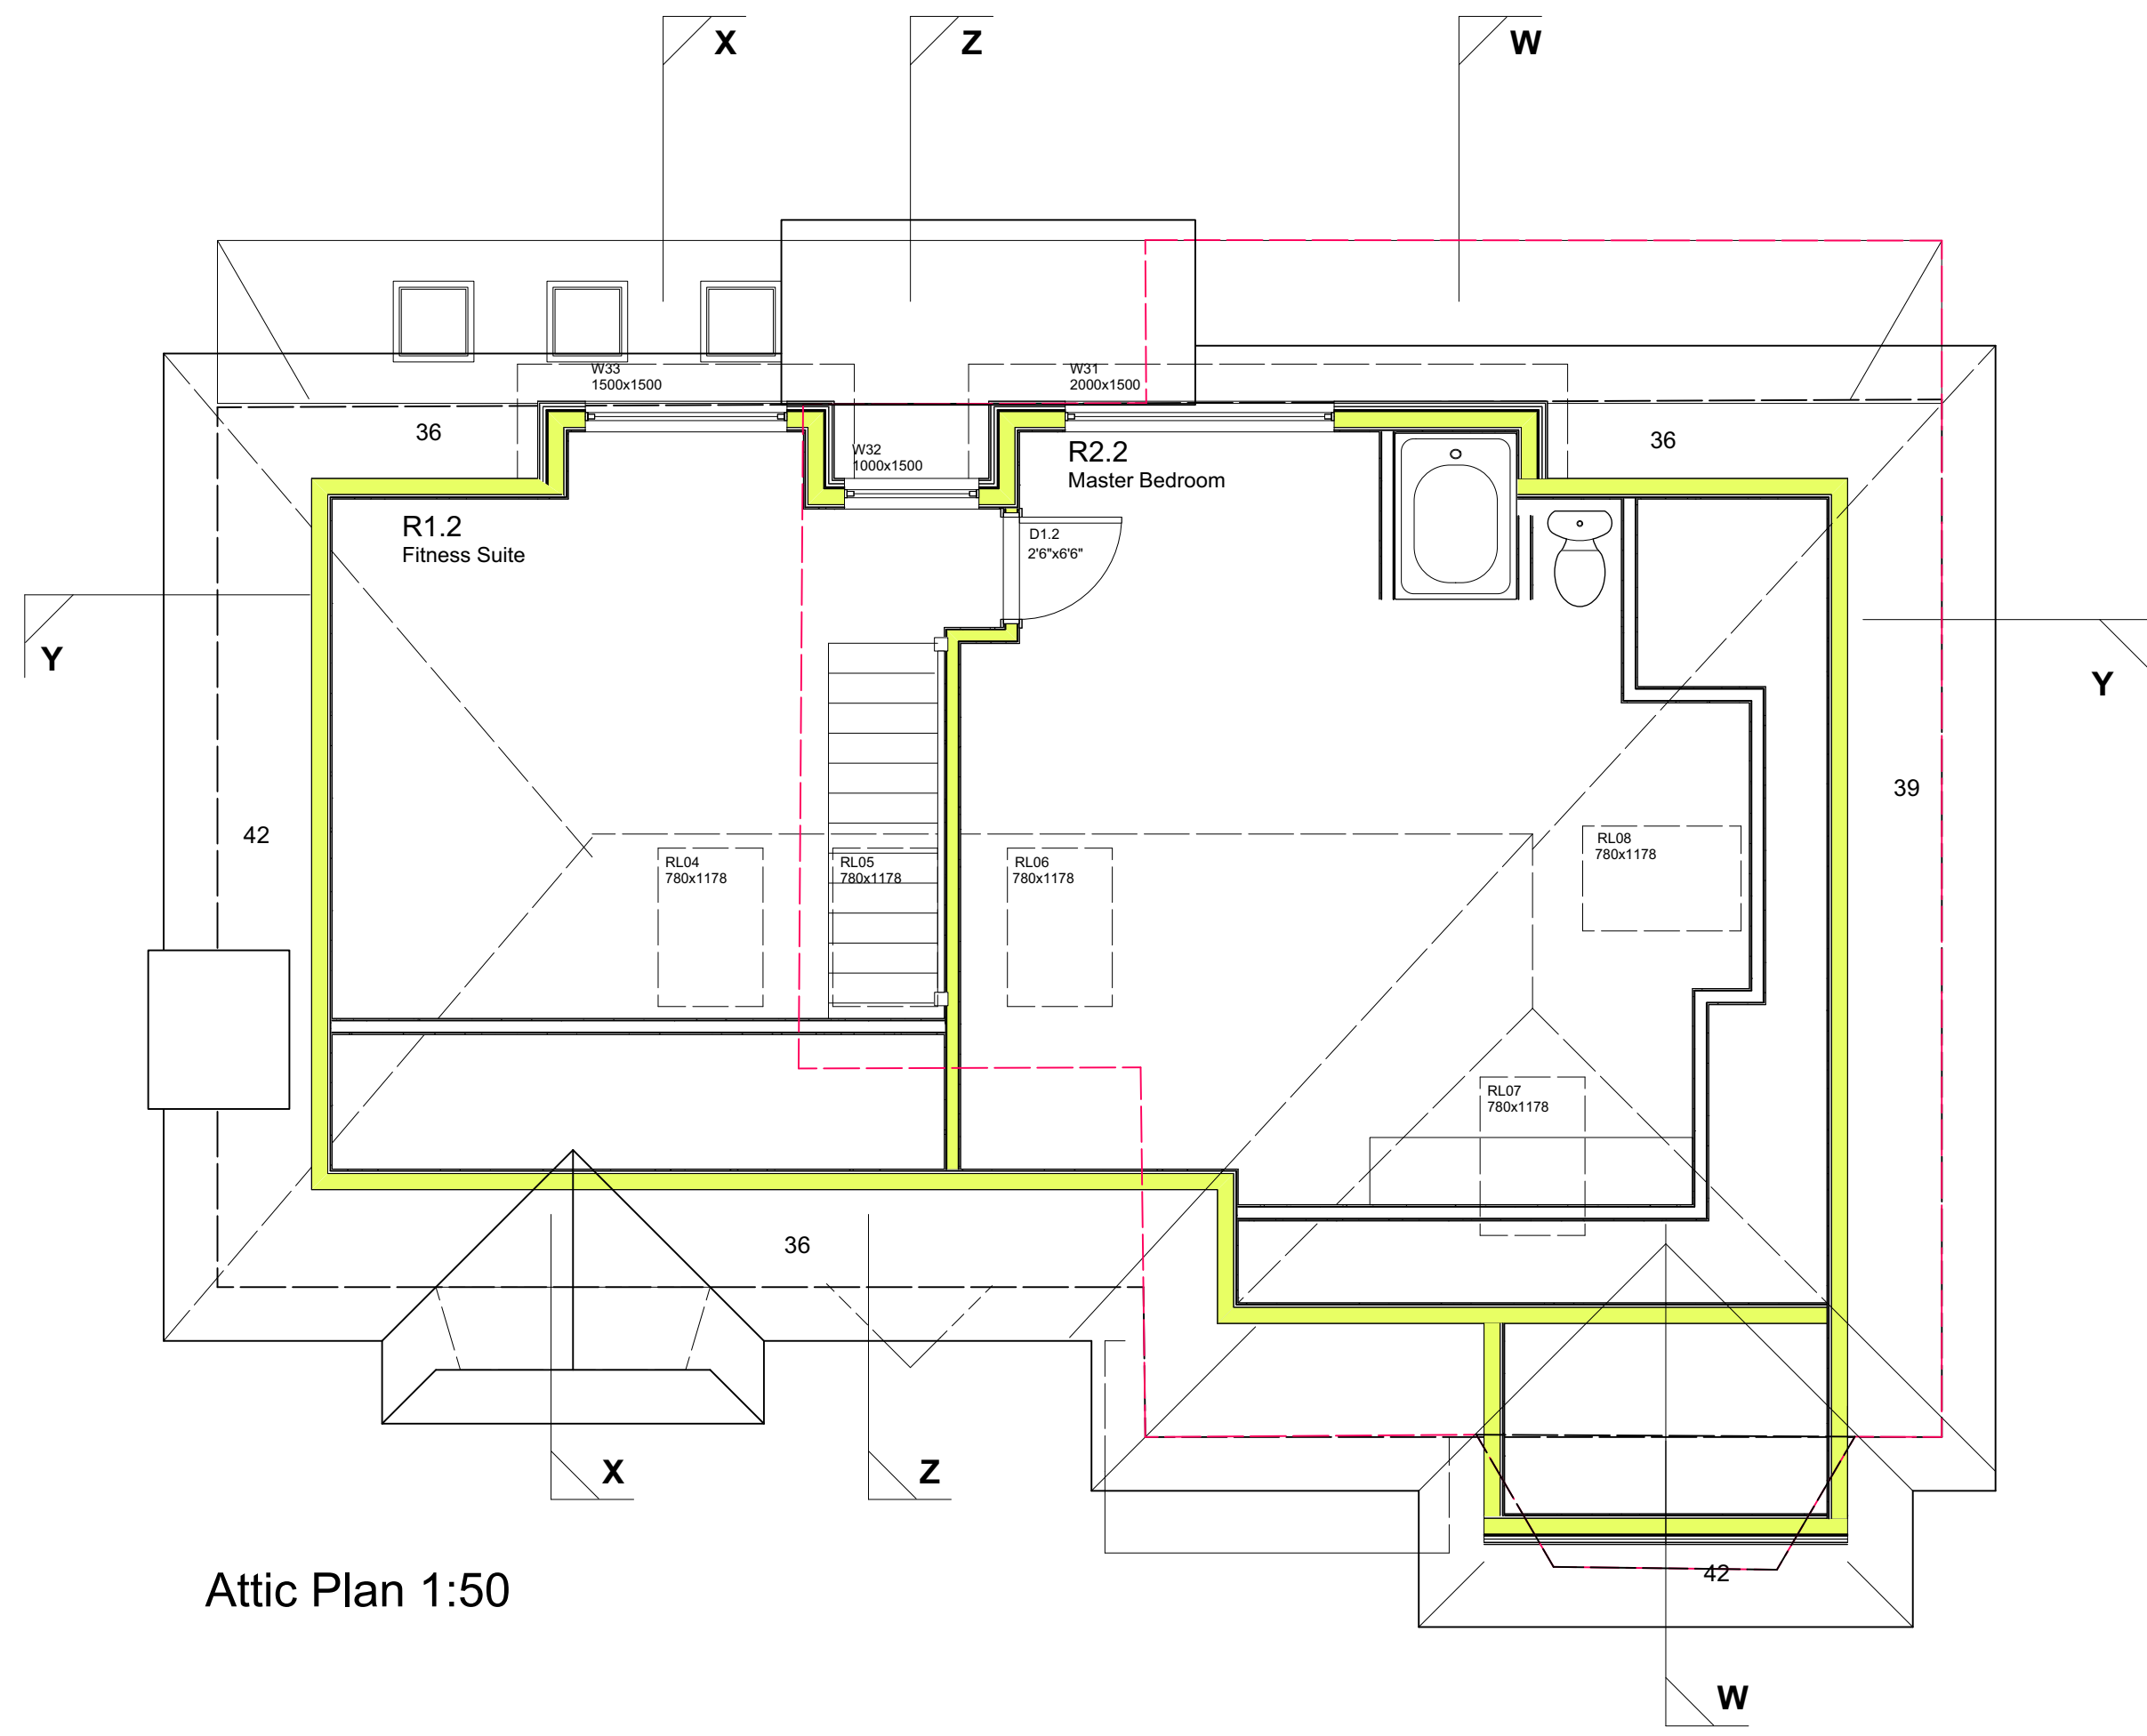 X
Z
W
W33
1500x1500
W31
2000x1500
36
36
W32
1000x1500
R2.2
Master Bedroom
R1.2
Fitness Suite
D1.2
2'6"x6'6"
Y
Y
39
42
RL04
780x1178
RL05
780x1178
RL06
780x1178
RL08
780x1178
RL07
780x1178
36
X
Z
42
Attic Plan 1:50
W